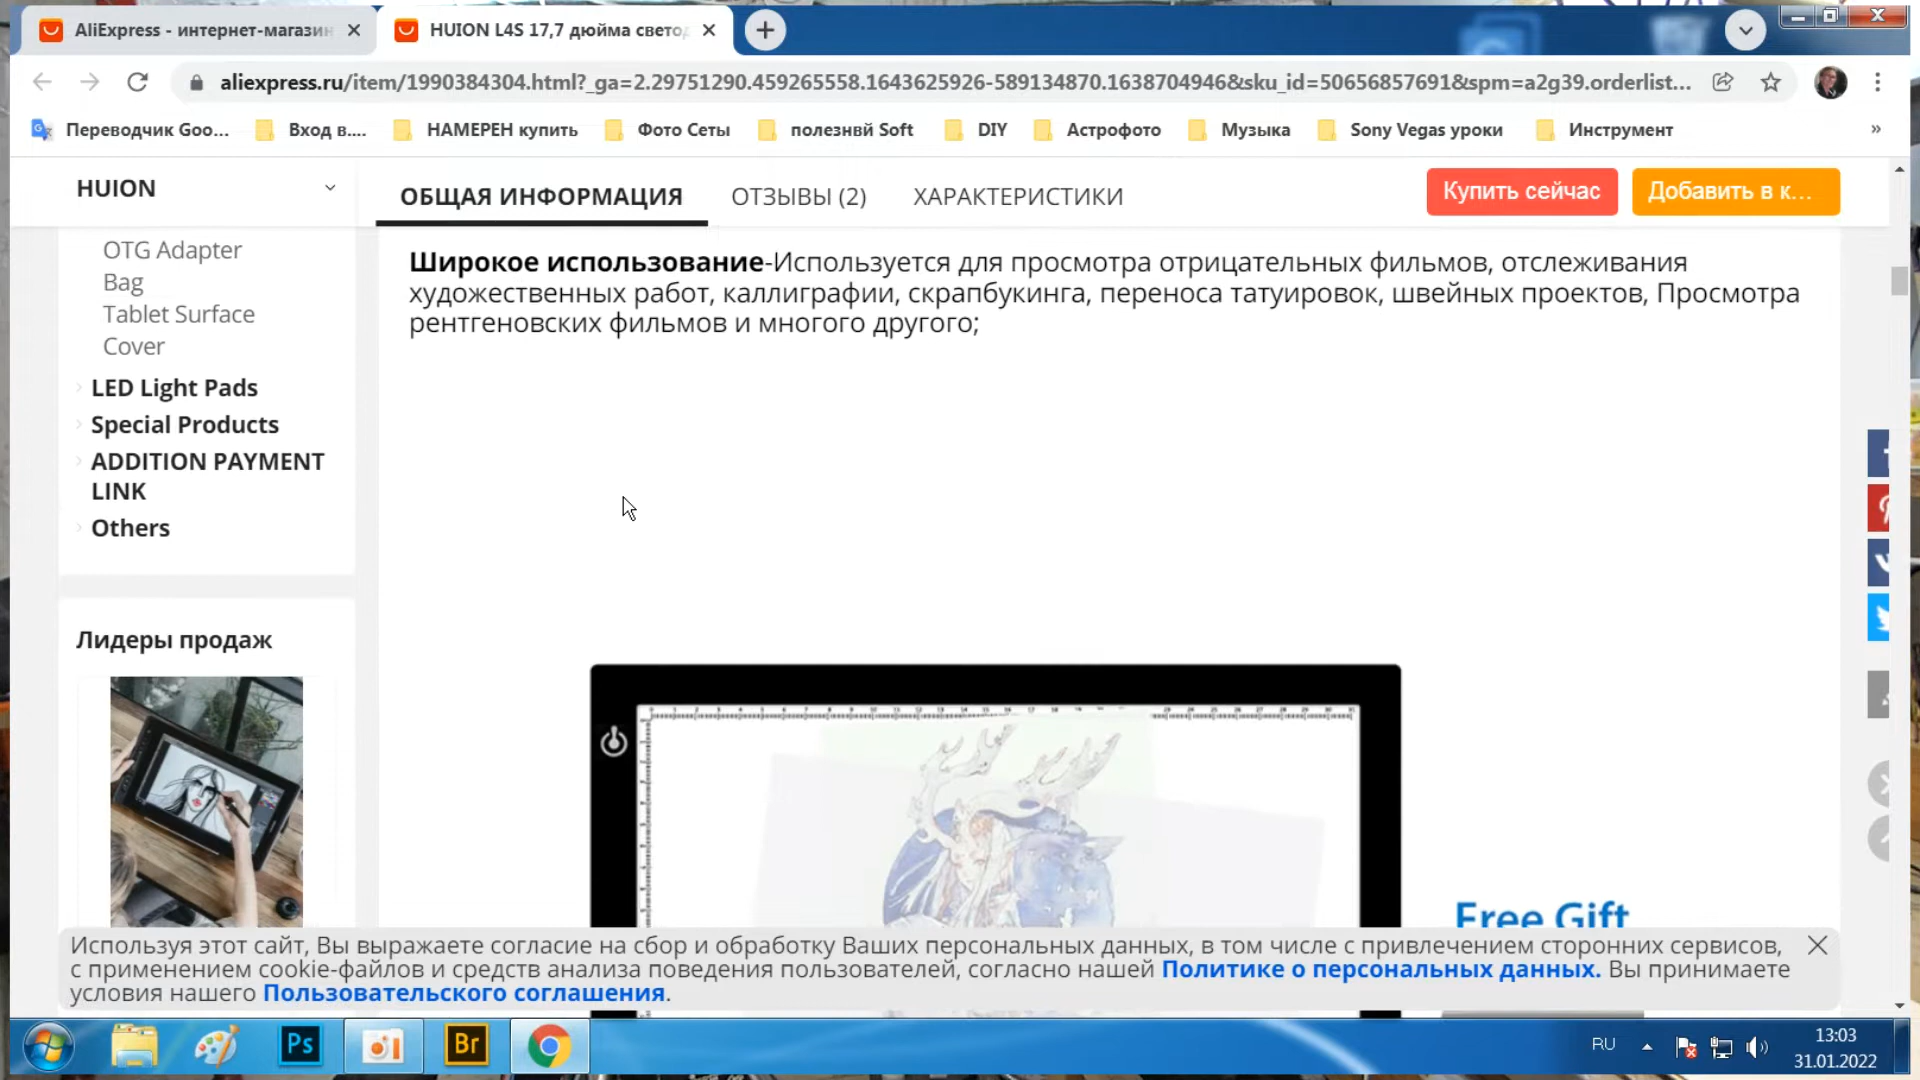 AliExpress - интернет-магазин
HUION L4S 17,7 дюйма свето
aliexpress.ru/item/1990384304.html?_ga=2.29751290.459265558.1643625926-589134870.1638704946&sku_id=50656857691&spm=a2g39.orderlist...
Переводчик Goo...
Вход в....
НАМЕРЕН купить
Фото Сеты
полезнвй Soft
DIY
Астрофото
Музыка
Sony Vegas уроки
Инструмент
»
HUION
ОБЩАЯ ИНФОРМАЦИЯ
ОТЗЫВЫ (2)
ХАРАКТЕРИСТИКИ
Купить сейчас
Добавить в к...
OTG Adapter
Bag
Tablet Surface
Cover
LED Light Pads
Special Products
ADDITION PAYMENT
LINK
Others
Лидеры продаж
Широкое использование-Используется для просмотра отрицательных фильмов, отслеживания
художественных работ, каллиграфии, скрапбукинга, переноса татуировок, швейных проектов, Просмотра
рентгеновских фильмов и многого другого;
Free Gift
Используя этот сайт, Вы выражаете согласие на сбор и обработку Ваших персональных данных, в том числе с привлечением сторонних сервисов,
с применением cookie-файлов и средств анализа поведения пользователей, согласно нашей Политике о персональных данных. Вы принимаете
условия нашего Пользовательского соглашения.
Ps
Br
RU
13:03
31.01.2022